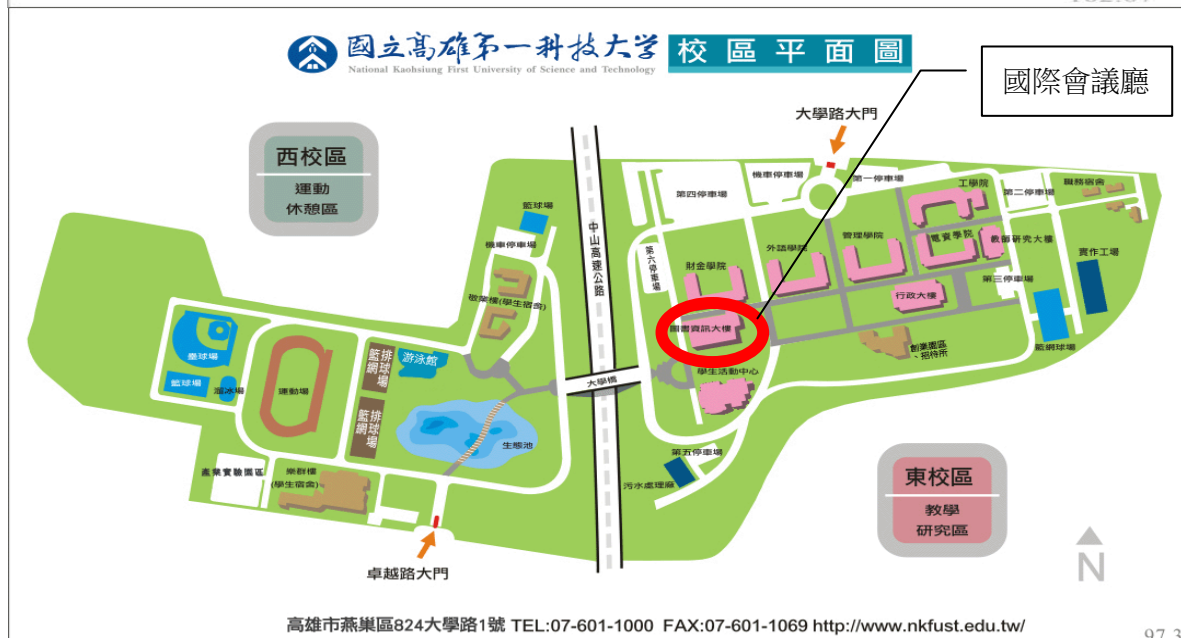 國立高雄第一科技大学 校區平面圖
National Kaohsiung First University of Science and Technology
國際會議廳
大學路大門
西校區
運動
休憩區
籃球場
機車停車場
敬業樓(學生宿舍)
中山高速公路
第四停車場
機車停車場
第一停車場
工學院
第二停車場
職務宿舍
第六停車場
財金學院
外語學院
管理學院
電資學院
教師研究大樓
實作工場
第三停車場
行政大樓
圖書資訊大樓
創業園區
、招待所
籃網球場
學生活動中心
大學橋
壘球場
籃球場
溜冰場
運動場
籃網
排球場
游泳館
籃網
排球場
生態池
產業實驗園區
樂群樓
(學生宿舍)
第五停車場
污水處理廠
東校區
教學
研究區
N
卓越路大門
高雄市燕巢區824大學路1號 TEL:07-601-1000 FAX:07-601-1069 http://www.nkfust.edu.tw/